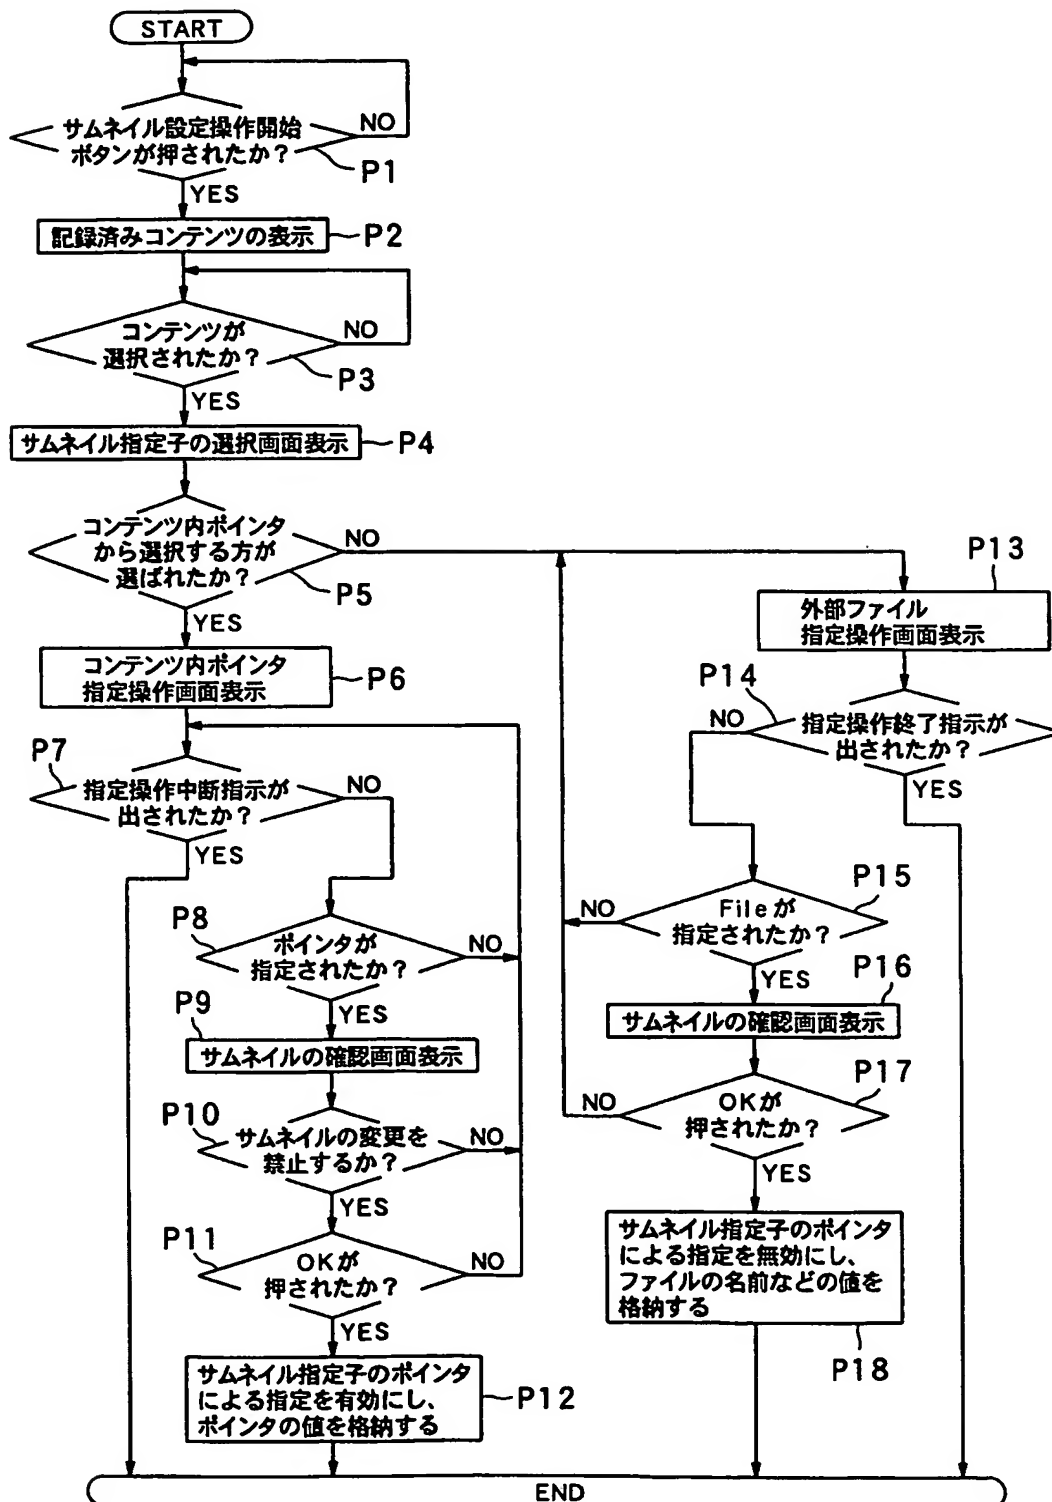 START
サムネイル設定操作開始
ボタンが押されたか？
NO
P1
YES
記録済みコンテンツの表示
P2
コンテンツが
選択されたか？
NO
P3
YES
サムネイル指定子の選択画面表示
P4
コンテンツ内ポインタ
から選択する方が
選ばれたか？
NO
P5
YES
コンテンツ内ポインタ
指定操作画面表示
P6
P7
指定操作中断指示が
出されたか？
NO
YES
P8
ポインタが
指定されたか？
NO
YES
P9
サムネイルの確認画面表示
P10
サムネイルの変更を
禁止するか？
NO
YES
P11
OKが
押されたか？
NO
YES
サムネイル指定子のポインタ
による指定を有効にし、
ポインタの値を格納する
P12
P13
外部ファイル
指定操作画面表示
P14
NO
指定操作終了指示が
出されたか？
YES
P15
NO
Fileが
指定されたか？
YES
P16
サムネイルの確認画面表示
P17
NO
OKが
押されたか？
YES
サムネイル指定子のポインタ
による指定を無効にし、
ファイルの名前などの値を
格納する
P18
END